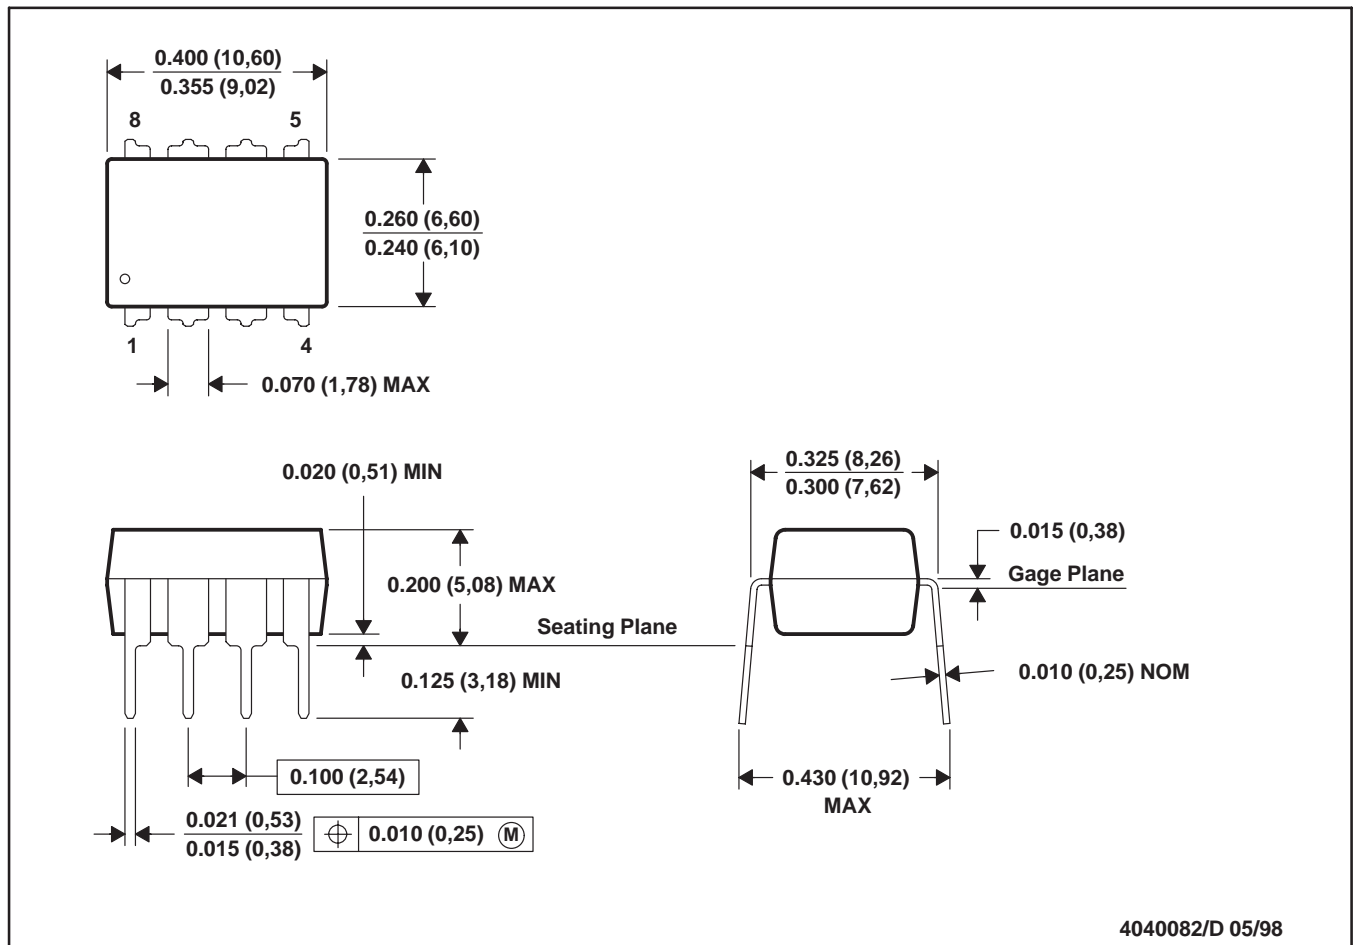 0.400 (10,60)
0.355 (9,02)
8
5
0.260 (6,60)
0.240 (6,10)
1
4
0.070 (1,78) MAX
0.020 (0,51) MIN
0.325 (8,26)
0.300 (7,62)
0.015 (0,38)
Gage Plane
0.200 (5,08) MAX
Seating Plane
0.125 (3,18) MIN
0.010 (0,25) NOM
0.100 (2,54)
0.430 (10,92)
MAX
0.021 (0,53)
0.015 (0,38)
0.010 (0,25) M
4040082/D 05/98